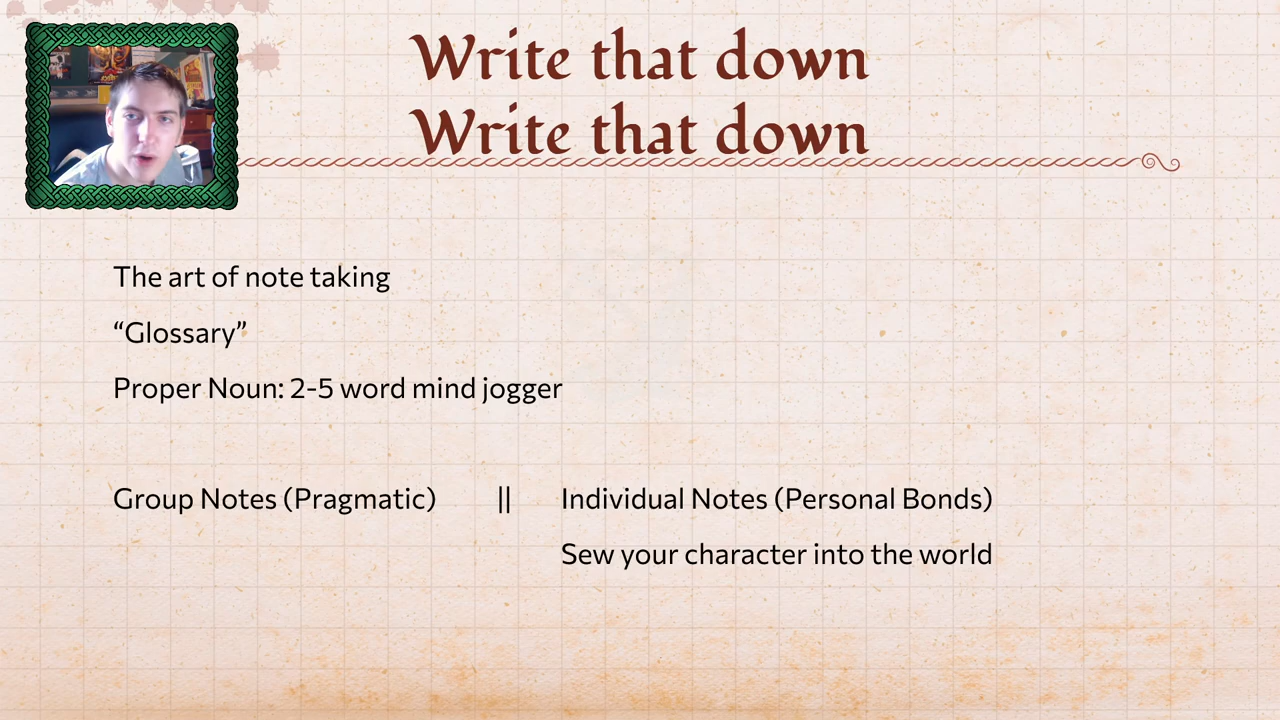 Write that down
Write that down
The art of note taking
“Glossary”
Proper Noun: 2-5 word mind jogger
Group Notes (Pragmatic) || Individual Notes (Personal Bonds)
Sew your character into the world